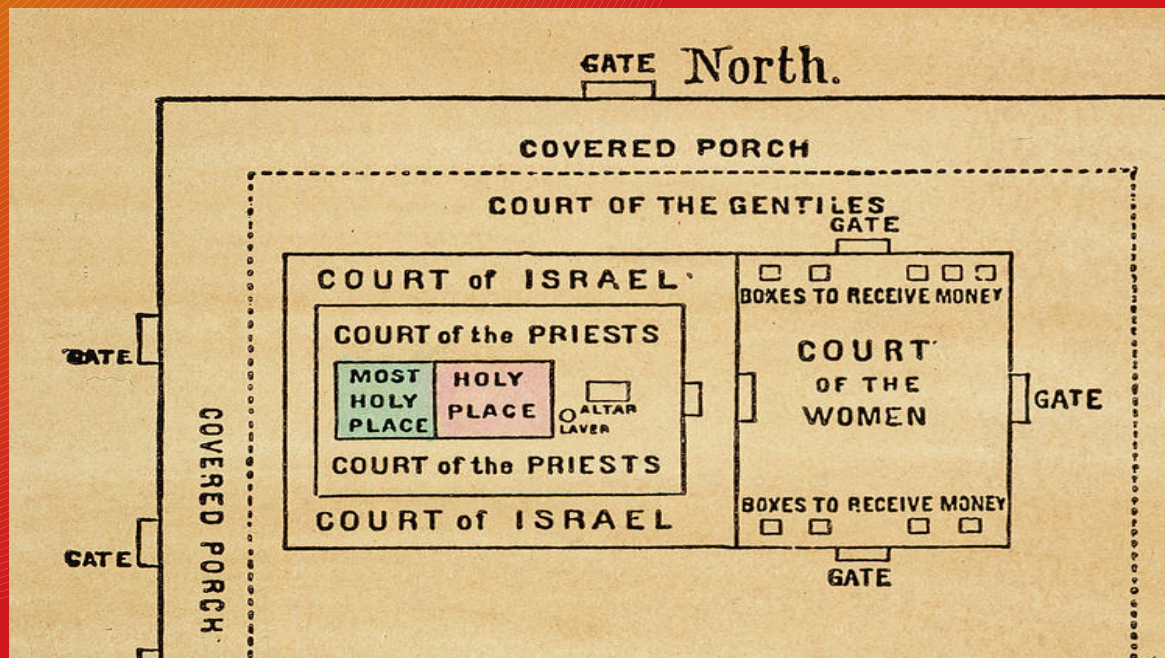 GATE North.
COVERED PORCH
COURT OF THE GENTILES
GATE
COURT of ISRAEL
BOXES TO RECEIVE MONEY
COURT of the PRIESTS
GATE
COURT
OF THE
WOMEN
MOST
HOLY
PLACE
HOLY
PLACE
ALTAR
LAVER
GATE
COVERED PORCH
COURT of the PRIESTS
BOXES TO RECEIVE MONEY
COURT of ISRAEL
GATE
GATE